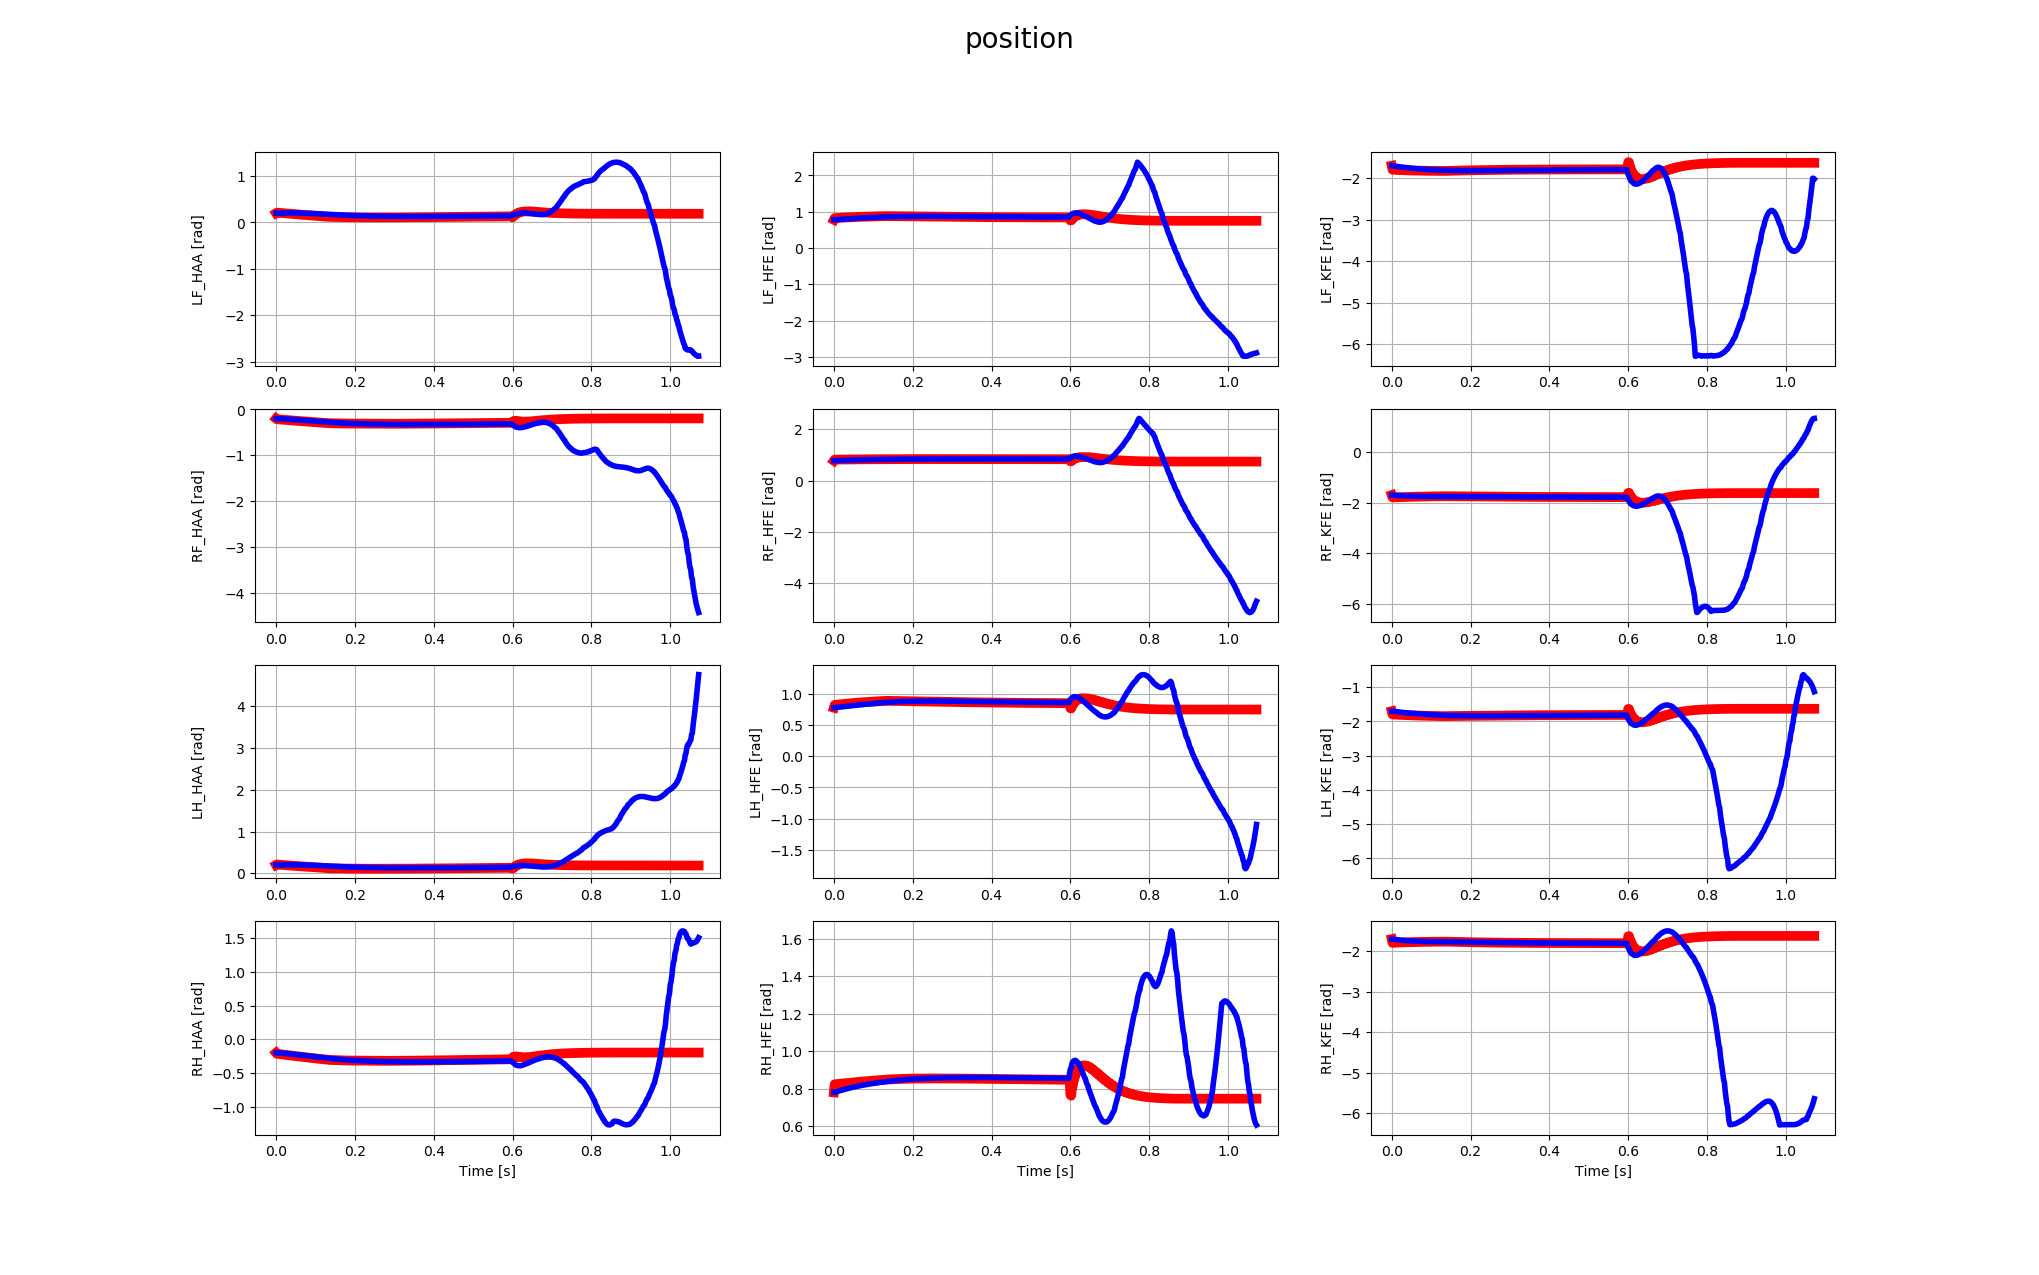 position
LF_HAA [rad]
1
0
−1
−2
−3
0.0 0.2 0.4 0.6 0.8 1.0
LF_HFE [rad]
2
1
0
−1
−2
−3
0.0 0.2 0.4 0.6 0.8 1.0
LF_KFE [rad]
−2
−3
−4
−5
−6
0.0 0.2 0.4 0.6 0.8 1.0
RF_HAA [rad]
0
−1
−2
−3
−4
0.0 0.2 0.4 0.6 0.8 1.0
RF_HFE [rad]
2
0
−2
−4
0.0 0.2 0.4 0.6 0.8 1.0
RF_KFE [rad]
0
−2
−4
−6
0.0 0.2 0.4 0.6 0.8 1.0
LH_HAA [rad]
4
3
2
1
0
0.0 0.2 0.4 0.6 0.8 1.0
LH_HFE [rad]
1.0
0.5
0.0
−0.5
−1.0
−1.5
0.0 0.2 0.4 0.6 0.8 1.0
LH_KFE [rad]
−1
−2
−3
−4
−5
−6
0.0 0.2 0.4 0.6 0.8 1.0
RH_HAA [rad]
1.5
1.0
0.5
0.0
−0.5
−1.0
0.0 0.2 0.4 0.6 0.8 1.0
Time [s]
RH_HFE [rad]
1.6
1.4
1.2
1.0
0.8
0.6
0.0 0.2 0.4 0.6 0.8 1.0
Time [s]
RH_KFE [rad]
−2
−3
−4
−5
−6
0.0 0.2 0.4 0.6 0.8 1.0
Time [s]